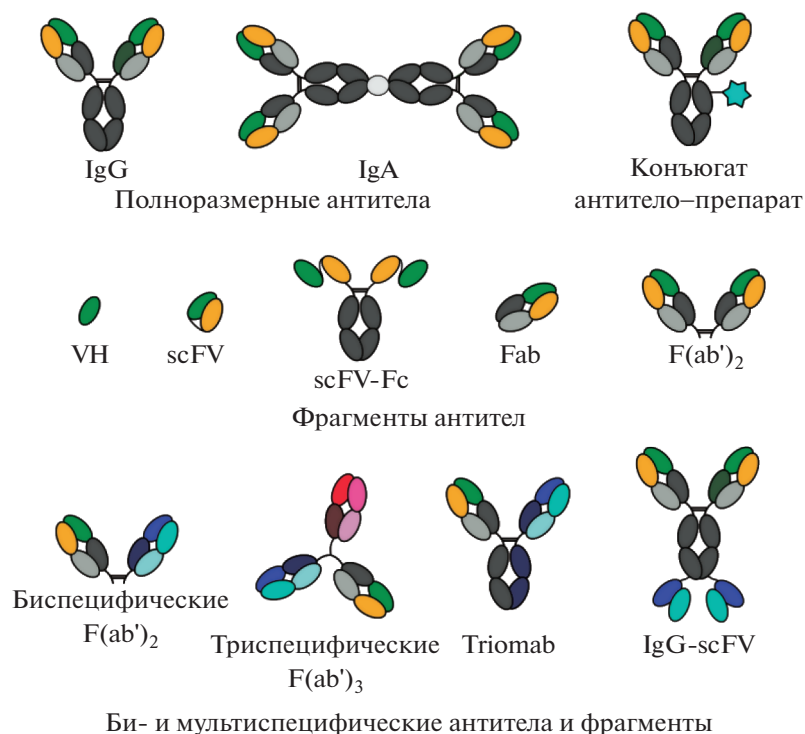 IgG
IgA
Конъюгат
антитело–препарат
Полноразмерные антитела
VH
scFV
scFV-Fc
Fab
F(ab')2
Фрагменты антител
Биспецифические
F(ab')2
Триспецифические
F(ab')3
Triomab
IgG-scFV
Би- и мультиспецифические антитела и фрагменты